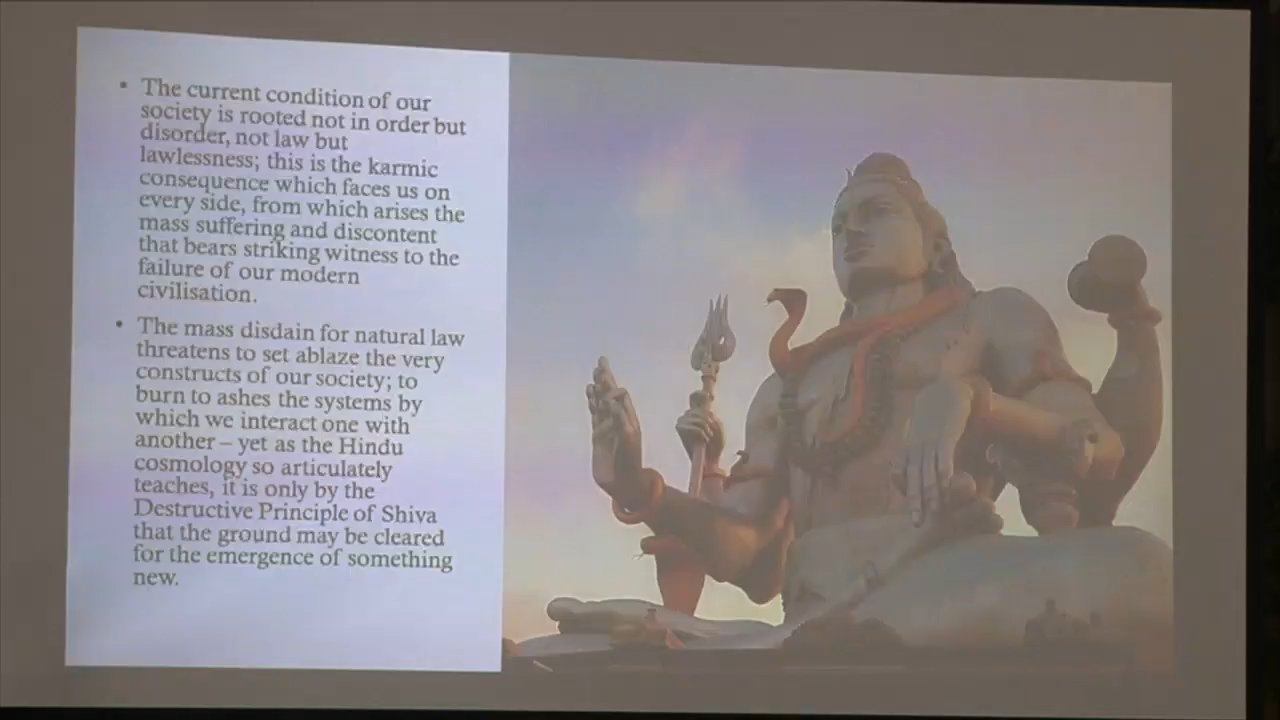 • The current condition of our
society is rooted not in order but
disorder, not law but
lawlessness; this is the karmic
consequence which faces us on
every side, from which arises the
mass suffering and discontent
that bears striking witness to the
failure of our modern
civilisation.
• The mass disdain for natural law
threatens to set ablaze the very
constructs of our society; to
burn to ashes the systems by
which we interact one with
another – yet as the Hindu
cosmology so articulately
teaches, it is only by the
Destructive Principle of Shiva
that the ground may be cleared
for the emergence of something
new.